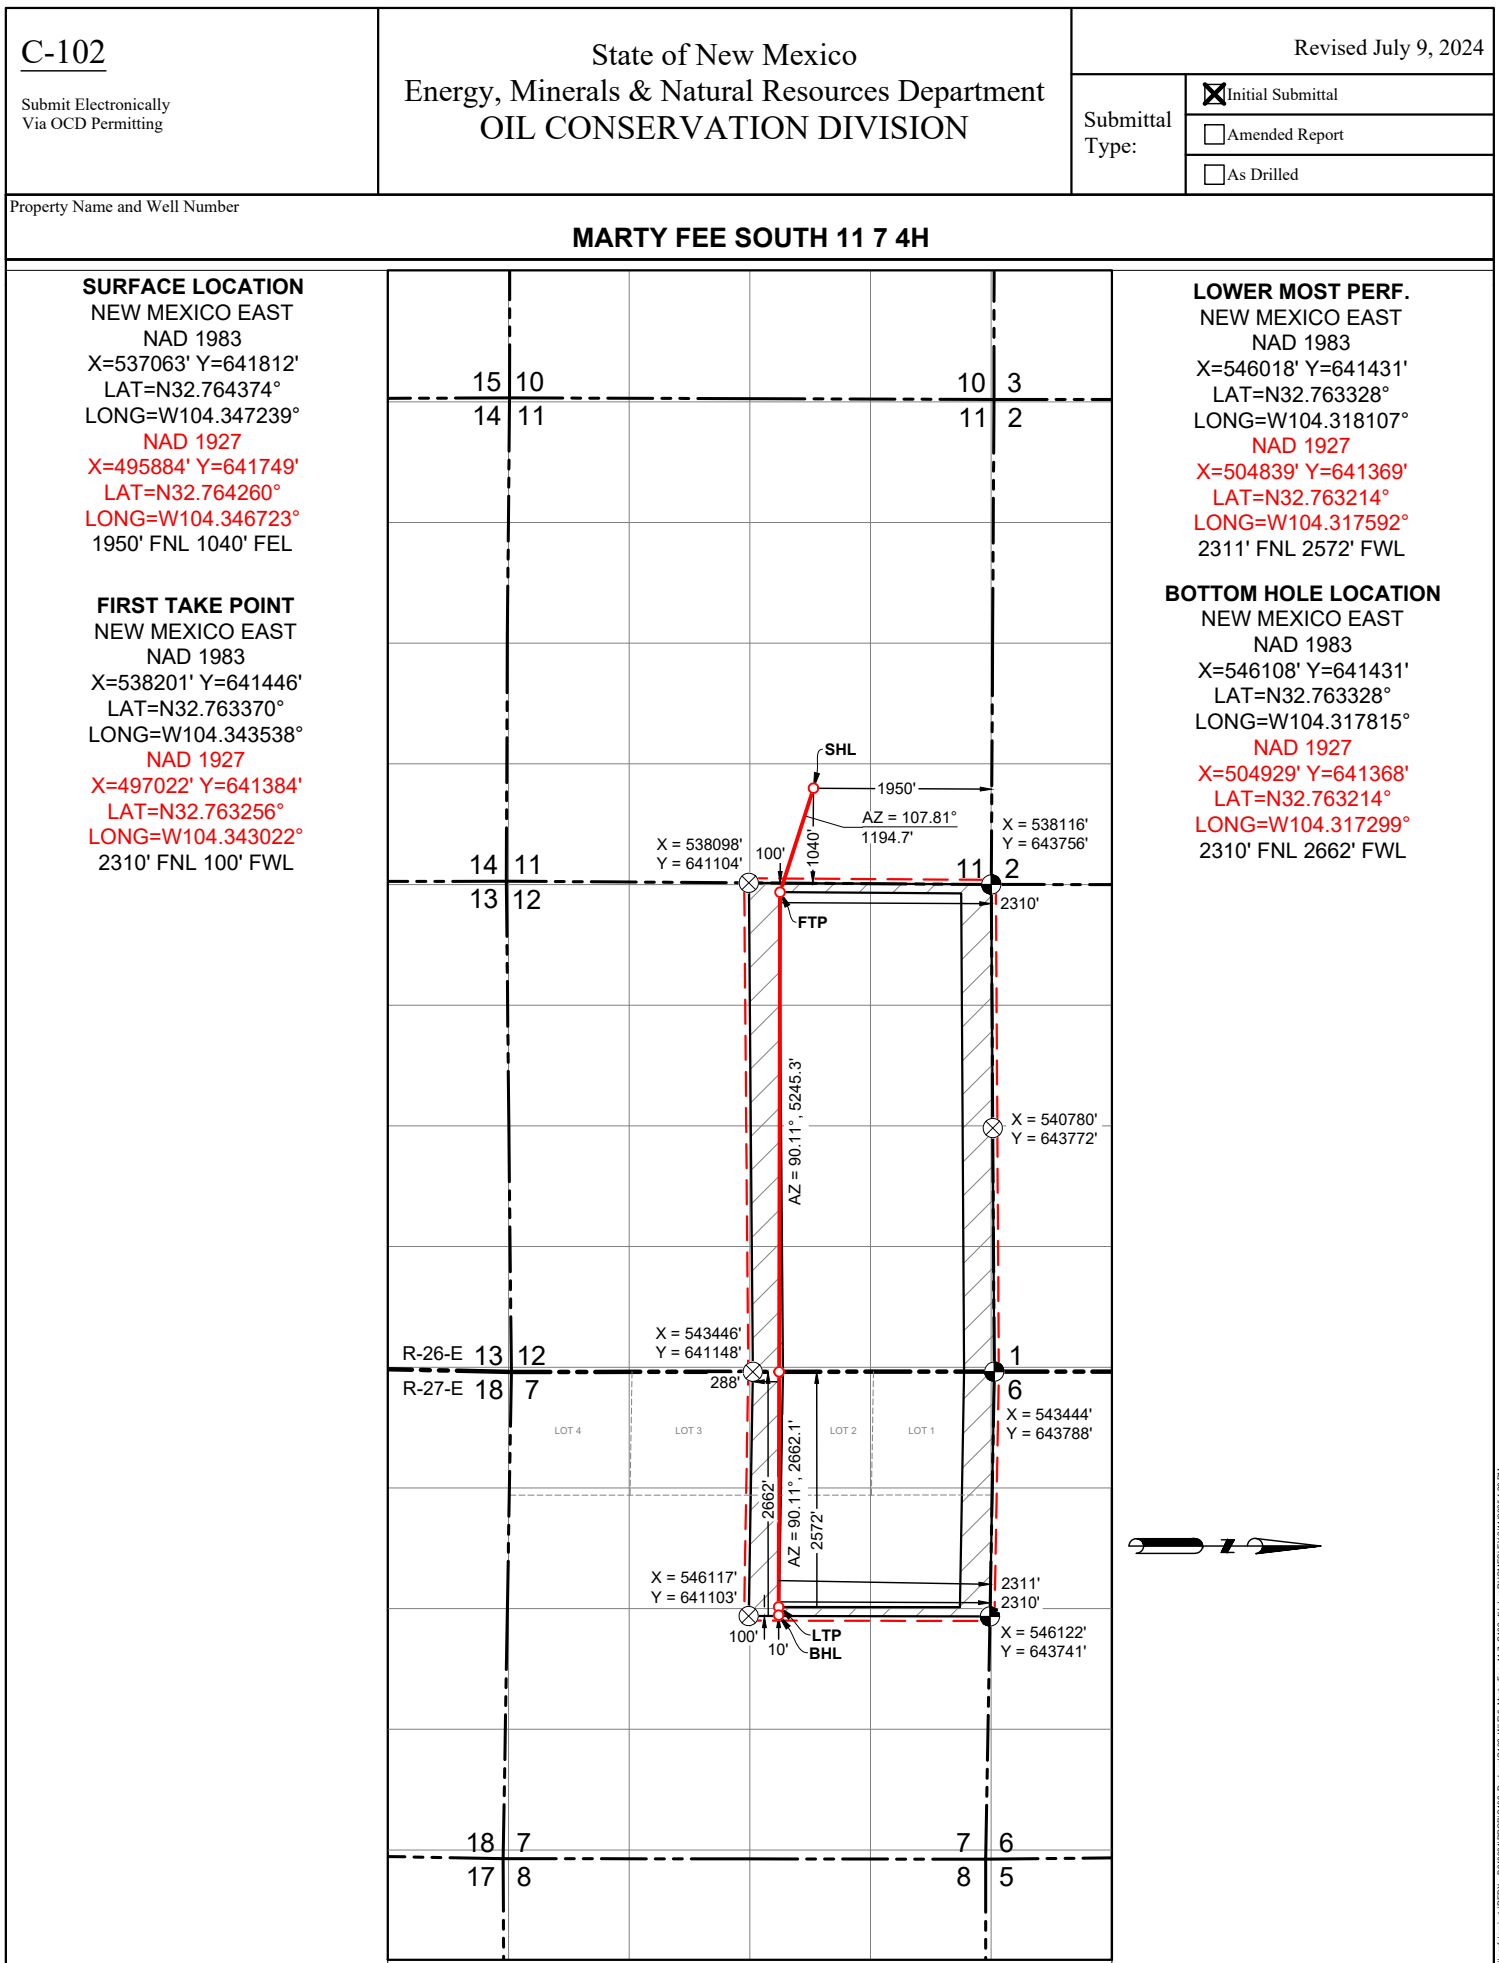 C-102
Submit Electronically
Via OCD Permitting
State of New Mexico
Energy, Minerals & Natural Resources Department
OIL CONSERVATION DIVISION
Revised July 9, 2024
Submittal
Type:
Initial Submittal
Amended Report
As Drilled
Property Name and Well Number
MARTY FEE SOUTH 11 7 4H
SURFACE LOCATION
NEW MEXICO EAST
NAD 1983
X=537063' Y=641812'
LAT=N32.764374°
LONG=W104.347239°
NAD 1927
X=495884' Y=641749'
LAT=N32.764260°
LONG=W104.346723°
1950' FNL 1040' FEL
FIRST TAKE POINT
NEW MEXICO EAST
NAD 1983
X=538201' Y=641446'
LAT=N32.763370°
LONG=W104.343538°
NAD 1927
X=497022' Y=641384'
LAT=N32.763256°
LONG=W104.343022°
2310' FNL 100' FWL
LOWER MOST PERF.
NEW MEXICO EAST
NAD 1983
X=546018' Y=641431'
LAT=N32.763328°
LONG=W104.318107°
NAD 1927
X=504839' Y=641369'
LAT=N32.763214°
LONG=W104.317592°
2311' FNL 2572' FWL
BOTTOM HOLE LOCATION
NEW MEXICO EAST
NAD 1983
X=546108' Y=641431'
LAT=N32.763328°
LONG=W104.317815°
NAD 1927
X=504929' Y=641368'
LAT=N32.763214°
LONG=W104.317299°
2310' FNL 2662' FWL
15 10
14 11
10 3
11 2
SHL
1950'
AZ = 107.81°
1194.7'
1040'
100'
X = 538098'
Y = 641104'
X = 538116'
Y = 643756'
14 11
13 12
11 2
2310'
FTP
AZ = 90.11°, 5245.3'
X = 540780'
Y = 643772'
X = 543446'
Y = 641148'
R-26-E 13 12
R-27-E 18 7
288'
1
6
X = 543444'
Y = 643788'
LOT 4
LOT 3
LOT 2
LOT 1
2662'
AZ = 90.11°, 2662.1'
2572'
Z
X = 546117'
Y = 641103'
2311'
2310'
100'
10'
LTP
BHL
X = 546122'
Y = 643741'
18 7
17 8
7 6
8 5